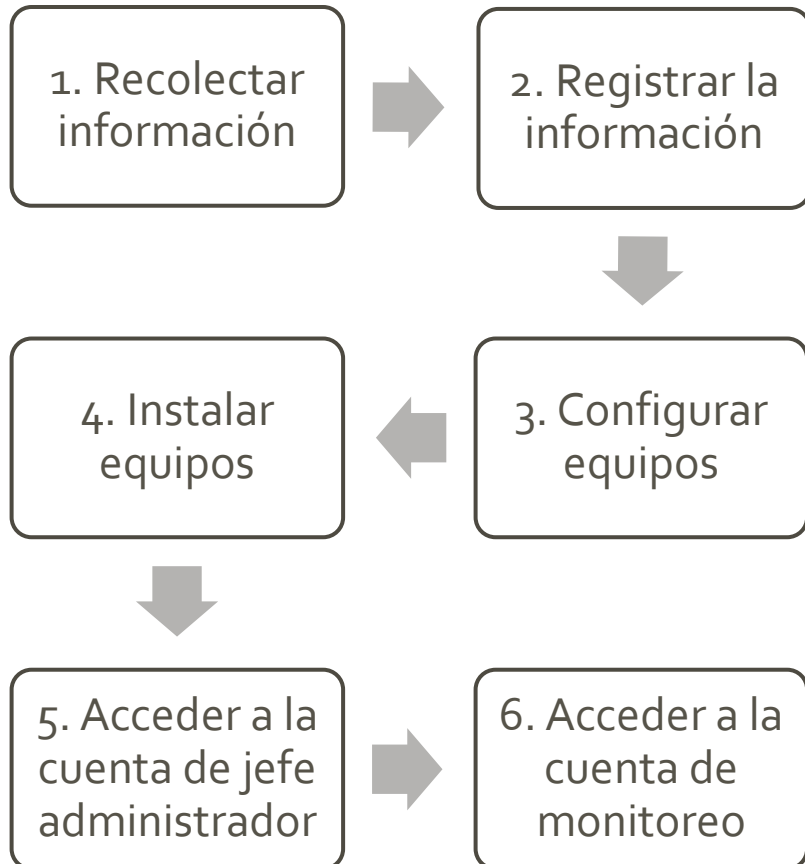 1. Recolectar
información
2. Registrar la
información
3. Configurar
equipos
4. Instalar
equipos
5. Acceder a la
cuenta de jefe
administrador
6. Acceder a la
cuenta de
monitoreo